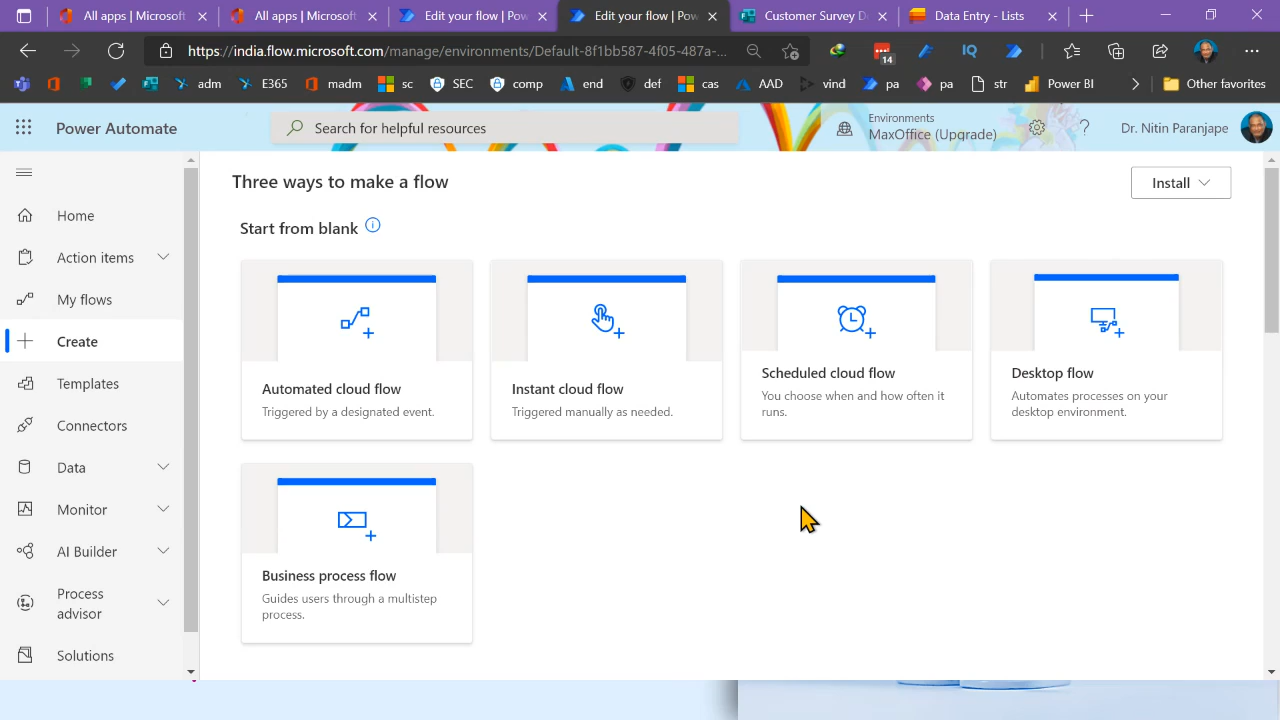 All apps | Microsoft
All apps | Microsoft
Edit your flow | Pow
Edit your flow | Pow
Customer Survey D
Data Entry - Lists
https://india.flow.microsoft.com/manage/environments/Default-8f1bb587-4f05-487a-...
IQ
14
adm
E365
madm
sc
SEC
comp
end
def
cas
AAD
vind
pa
pa
str
Power BI
Other favorites
Power Automate
Search for helpful resources
Environments
MaxOffice (Upgrade)
?
Dr. Nitin Paranjape
Home
Action items
My flows
Create
Templates
Connectors
Data
Monitor
AI Builder
Process
advisor
Solutions
Three ways to make a flow
Install
Start from blank
Automated cloud flow
Triggered by a designated event.
Instant cloud flow
Triggered manually as needed.
Scheduled cloud flow
You choose when and how often it
runs.
Desktop flow
Automates processes on your
desktop environment.
Business process flow
Guides users through a multistep
process.